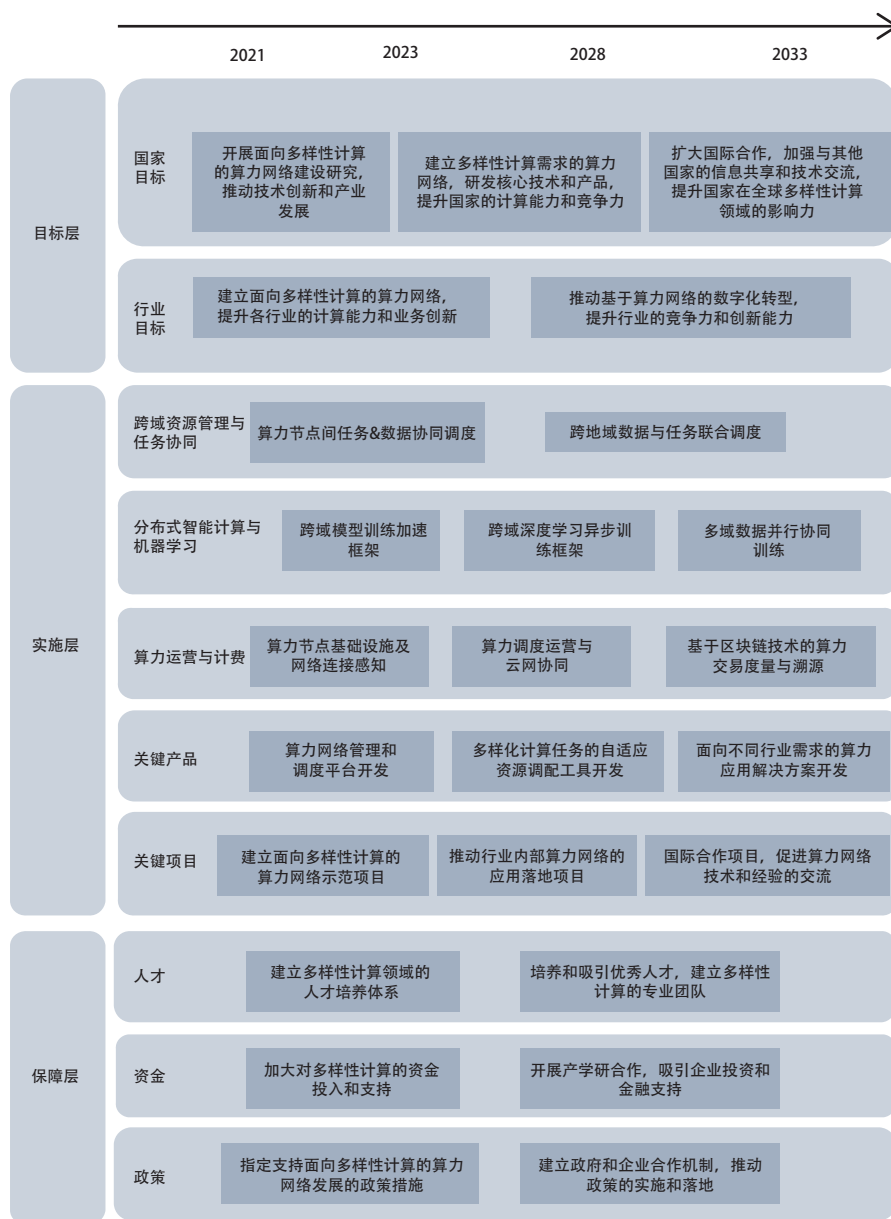 2021
2023
2028
2033
目标层
国家
目标
开展面向多样性计算
的算力网络建设研究，
推动技术创新和产业
发展
建立多样性计算需求的算力
网络，研发核心技术和产品，
提升国家的计算能力和竞争力
扩大国际合作，加强与其他
国家的信息共享和技术交流，
提升国家在全球多样性计算
领域的影响力
行业
目标
建立面向多样性计算的算力网络，
提升各行业的计算能力和业务创新
推动基于算力网络的数字化转型，
提升行业的竞争力和创新能力
实施层
跨域资源管理与
任务协同
算力节点间任务&数据协同调度
跨地域数据与任务联合调度
分布式智能计算与
机器学习
跨域模型训练加速
框架
跨域深度学习异步训
练框架
多域数据并行协同
训练
算力运营与计费
算力节点基础设施及
网络连接感知
算力调度运营与
云网协同
基于区块链技术的算力
交易度量与溯源
关键产品
算力网络管理和
调度平台开发
多样化计算任务的自适应
资源调配工具开发
面向不同行业需求的算力
应用解决方案开发
关键项目
建立面向多样性计算的
算力网络示范项目
推动行业内部算力网络的
应用落地项目
国际合作项目，促进算力网络
技术和经验的交流
保障层
人才
建立多样性计算领域的
人才培养体系
培养和吸引优秀人才，建立多样性
计算的专业团队
资金
加大对多样性计算的资金
投入和支持
开展产学研合作，吸引企业投资和
金融支持
政策
指定支持面向多样性计算的算力
网络发展的政策措施
建立政府和企业合作机制，推动
政策的实施和落地